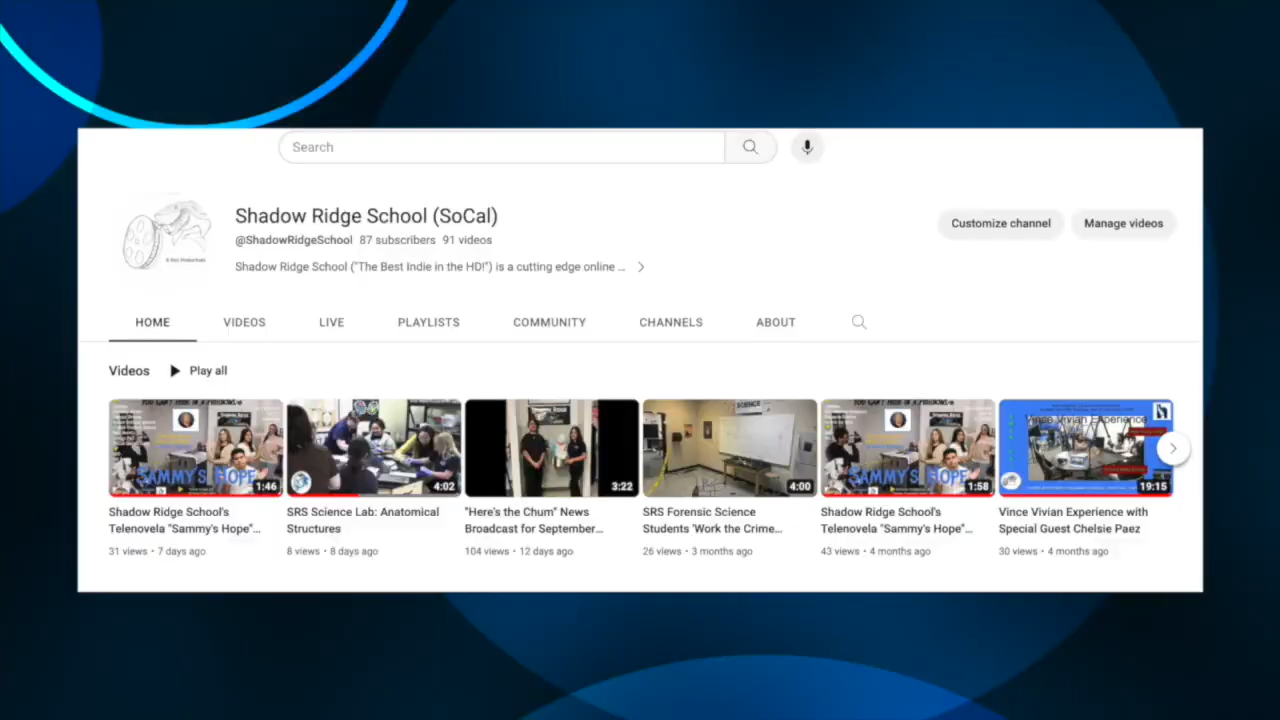 Search
Shadow Ridge School (SoCal)
@ShadowRidgeSchool 87 subscribers 91 videos
Customize channel
Manage videos
Shadow Ridge School ("The Best Indie in the HD!") is a cutting edge online ...
HOME VIDEOS LIVE PLAYLISTS COMMUNITY CHANNELS ABOUT
Videos Play all
SAMMY'S HOPE
1:46
4:02
3:22
SCIENCE
4:00
SAMMY'S HOPE
1:58
Vince Vivian Experience
19:15
Shadow Ridge School's
Telenovela "Sammy's Hope"...
31 views • 7 days ago
SRS Science Lab: Anatomical
Structures
8 views • 8 days ago
"Here's the Chum" News
Broadcast for September...
104 views • 12 days ago
SRS Forensic Science
Students 'Work the Crime...
26 views • 3 months ago
Shadow Ridge School's
Telenovela "Sammy's Hope"...
43 views • 4 months ago
Vince Vivian Experience with
Special Guest Chelsie Paez
30 views • 4 months ago